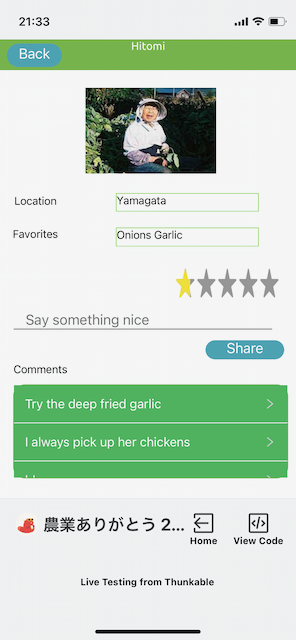 21:33
Hitomi
Back
Location
Yamagata
Favorites
Onions Garlic
Say something nice
Share
Comments
Try the deep fried garlic
I always pick up her chickens
農業ありがとう 2...
Home
View Code
Live Testing from Thunkable